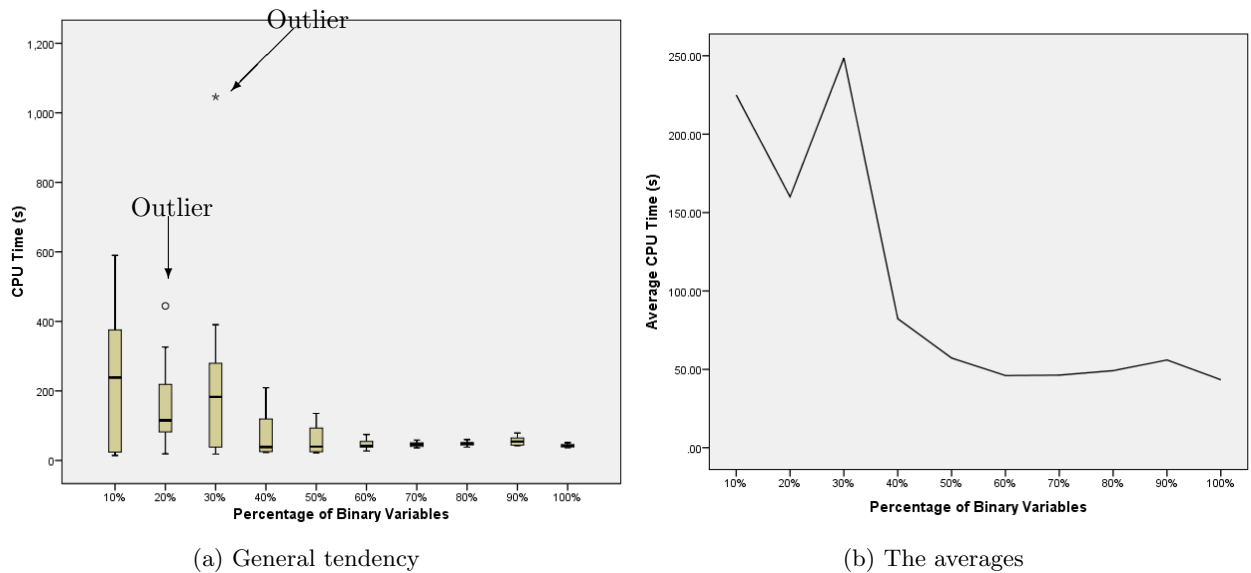 Outlier
1,200
1,000
800
600
400
200
0
Outlier
CPU Time (s)
10% 20% 30% 40% 50% 60% 70% 80% 90% 100%
Percentage of Binary Variables
(a) General tendency
250.00
200.00
150.00
100.00
50.00
.00
Average CPU Time (s)
10% 20% 30% 40% 50% 60% 70% 80% 90% 100%
Percentage of Binary Variables
(b) The averages